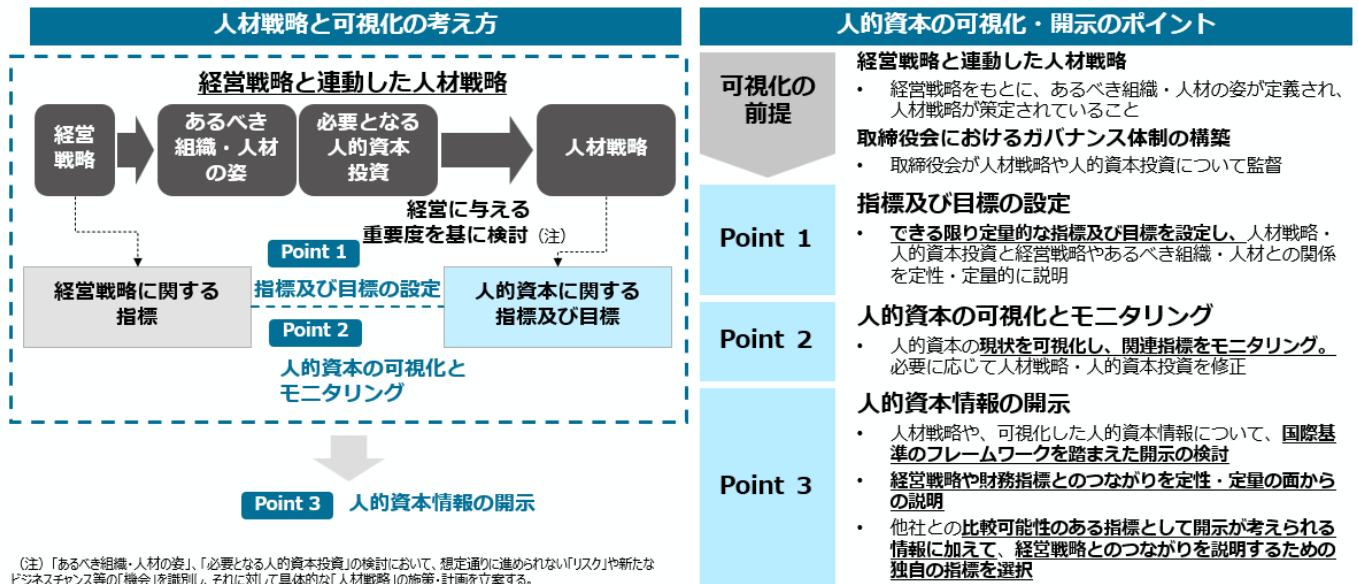 人材戦略と可視化の考え方
経営戦略と連動した人材戦略
経営
戦略
あるべき
組織・人材
の姿
必要となる
人的資本
投資
人材戦略
経営に与える
重要度を基に検討（注）
Point 1
指標及び目標の設定
経営戦略に関する
指標
人的資本に関する
指標及び目標
Point 2
人的資本の可視化と
モニタリング
Point 3 人的資本情報の開示
（注）「あるべき組織・人材の姿」、「必要となる人的資本投資」の検討において、想定通りに進められない「リスク」や新たな
ビジネスチャンス等の「機会」を識別し、それに対して具体的な「人材戦略」の施策・計画を立案する。
人的資本の可視化・開示のポイント
可視化の
前提
経営戦略と連動した人材戦略
• 経営戦略をもとに、あるべき組織・人材の姿が定義され、
人材戦略が策定されていること
取締役会におけるガバナンス体制の構築
• 取締役会が人材戦略や人的資本投資について監督
Point 1
指標及び目標の設定
• できる限り定量的な指標及び目標を設定し、人材戦略・
人的資本投資と経営戦略やあるべき組織・人材との関係
を定性・定量的に説明
Point 2
人的資本の可視化とモニタリング
• 人的資本の現状を可視化し、関連指標をモニタリング。
必要に応じて人材戦略・人的資本投資を修正
Point 3
人的資本情報の開示
• 人材戦略や、可視化した人的資本情報について、国際基
準のフレームワークを踏まえた開示の検討
• 経営戦略や財務指標とのつながりを定性・定量の面から
の説明
• 他社との比較可能性のある指標として開示が考えられる
情報に加えて、経営戦略とのつながりを説明するための
独自の指標を選択